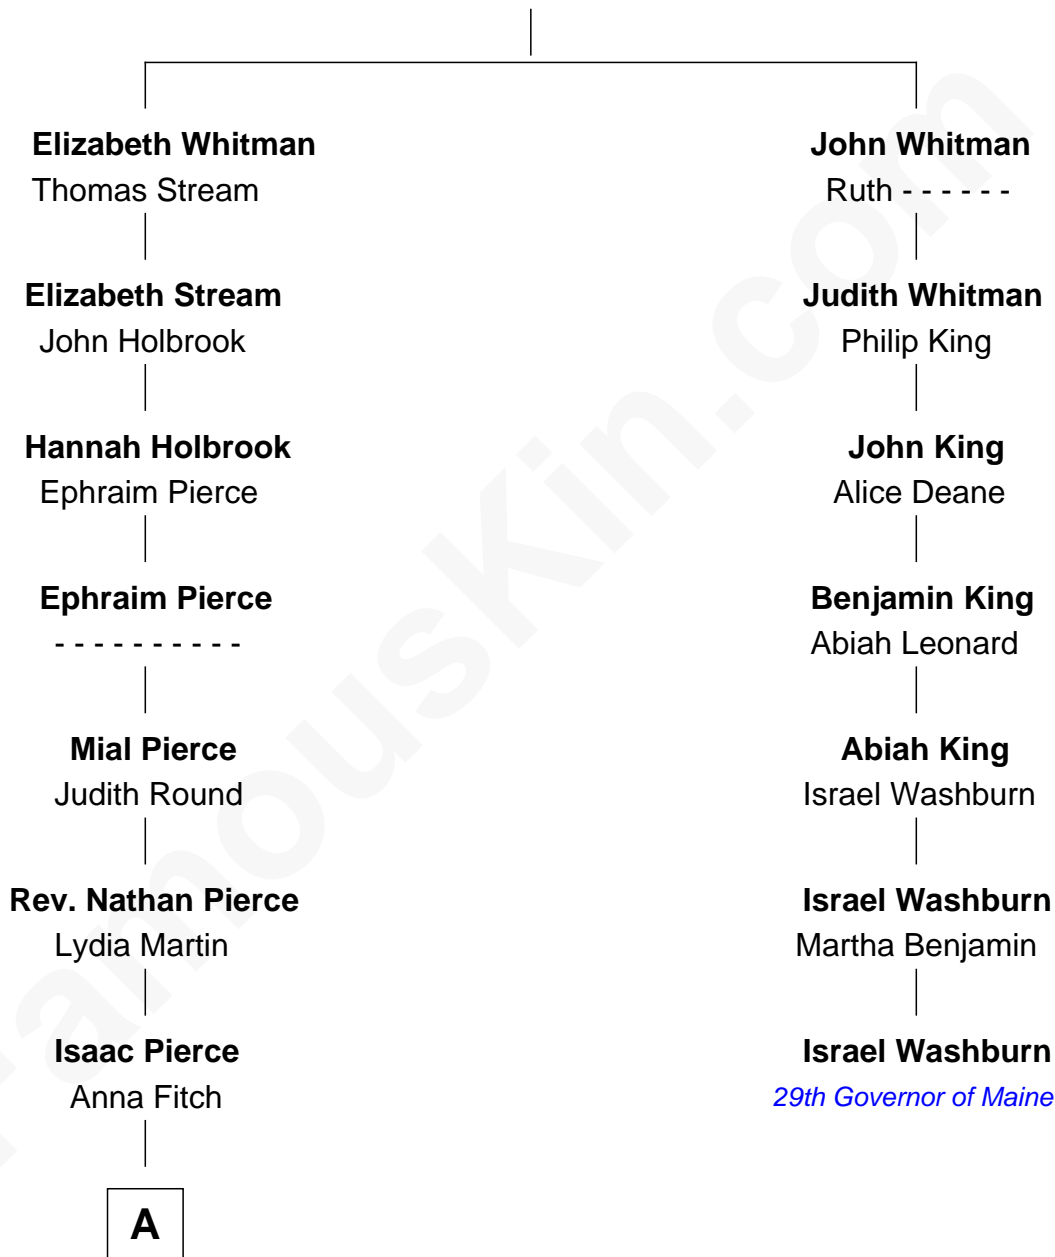 Elizabeth Whitman
Thomas Stream
Elizabeth Stream
John Holbrook
Hannah Holbrook
Ephraim Pierce
Ephraim Pierce
- - - - - - - - - -
Mial Pierce
Judith Round
Rev. Nathan Pierce
Lydia Martin
Isaac Pierce
Anna Fitch
A
John Whitman
Ruth - - - - - -
Judith Whitman
Philip King
John King
Alice Deane
Benjamin King
Abiah Leonard
Abiah King
Israel Washburn
Israel Washburn
Martha Benjamin
Israel Washburn
29th Governor of Maine
FamousKin.com